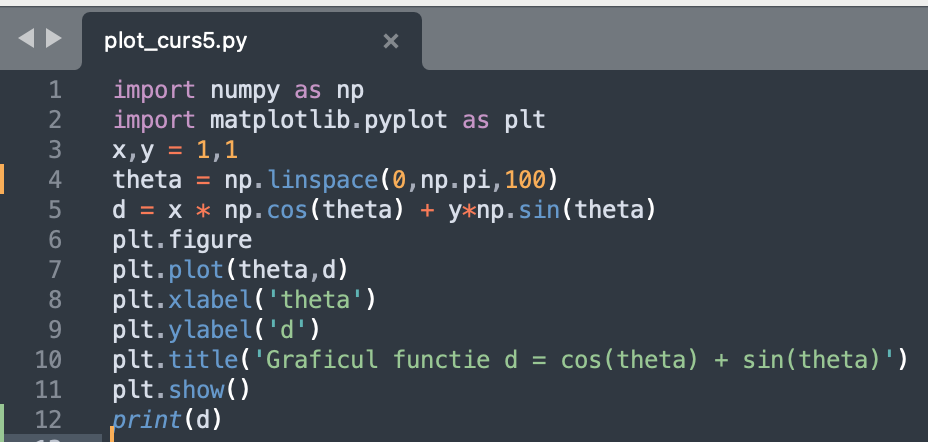 plot_curs5.py ×
1 import numpy as np
2 import matplotlib.pyplot as plt
3 x,y = 1,1
4 theta = np.linspace(0,np.pi,100)
5 d = x * np.cos(theta) + y*np.sin(theta)
6 plt.figure
7 plt.plot(theta,d)
8 plt.xlabel('theta')
9 plt.ylabel('d')
10 plt.title('Graficul functie d = cos(theta) + sin(theta)')
11 plt.show()
12 print(d)